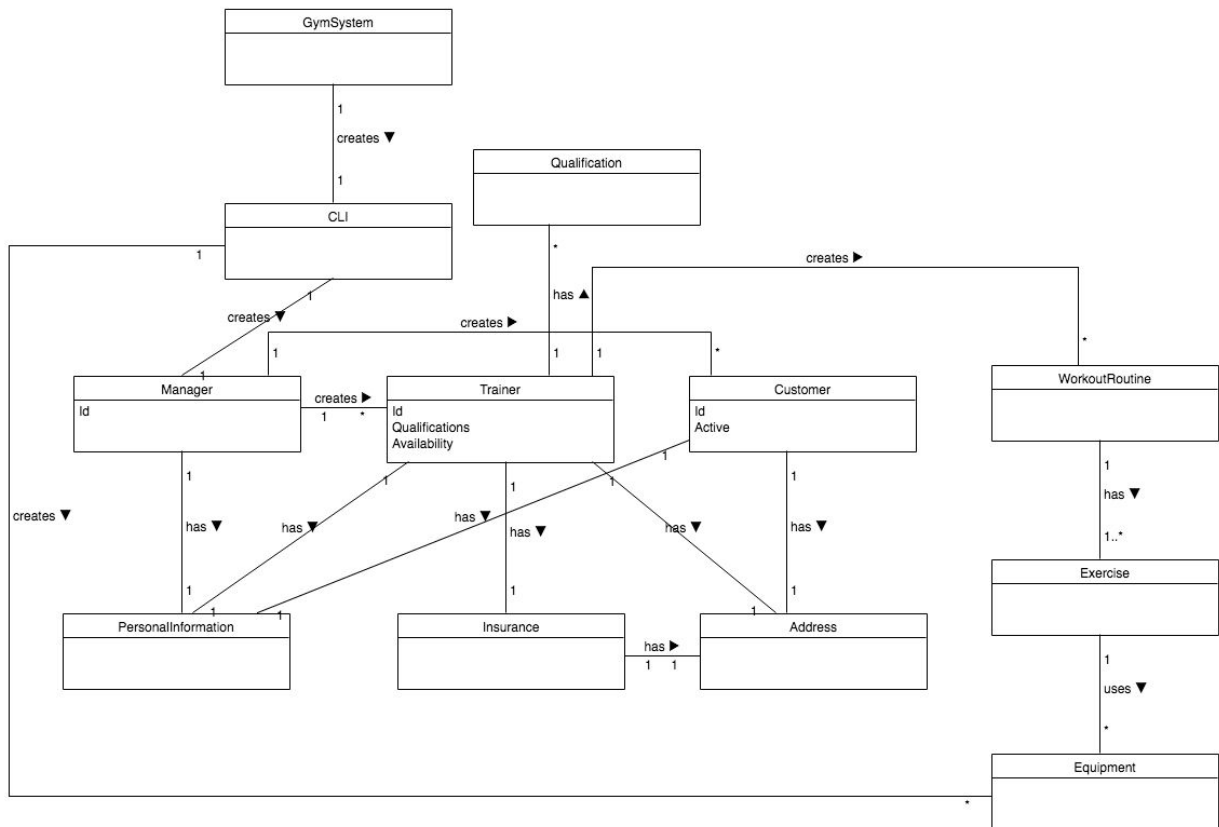 GymSystem
1
creates ▼
1
CLI
1
1
creates ▼
1
Qualification
*
has ▲
1
creates ▶
1
*
creates ▶
1
*
Manager
Id
creates ▶
1 *
Trainer
Id
Qualifications
Availability
Customer
Id
Active
WorkoutRoutine
1
has ▼
1
1
has ▼
1
1
has ▼
1
1
has ▼
1
1
has ▼
1
1
has ▼
1
1
has ▼
1..*
creates ▼
PersonalInformation
Insurance
has ▶
1 1
Address
Exercise
1
uses ▼
*
Equipment
*